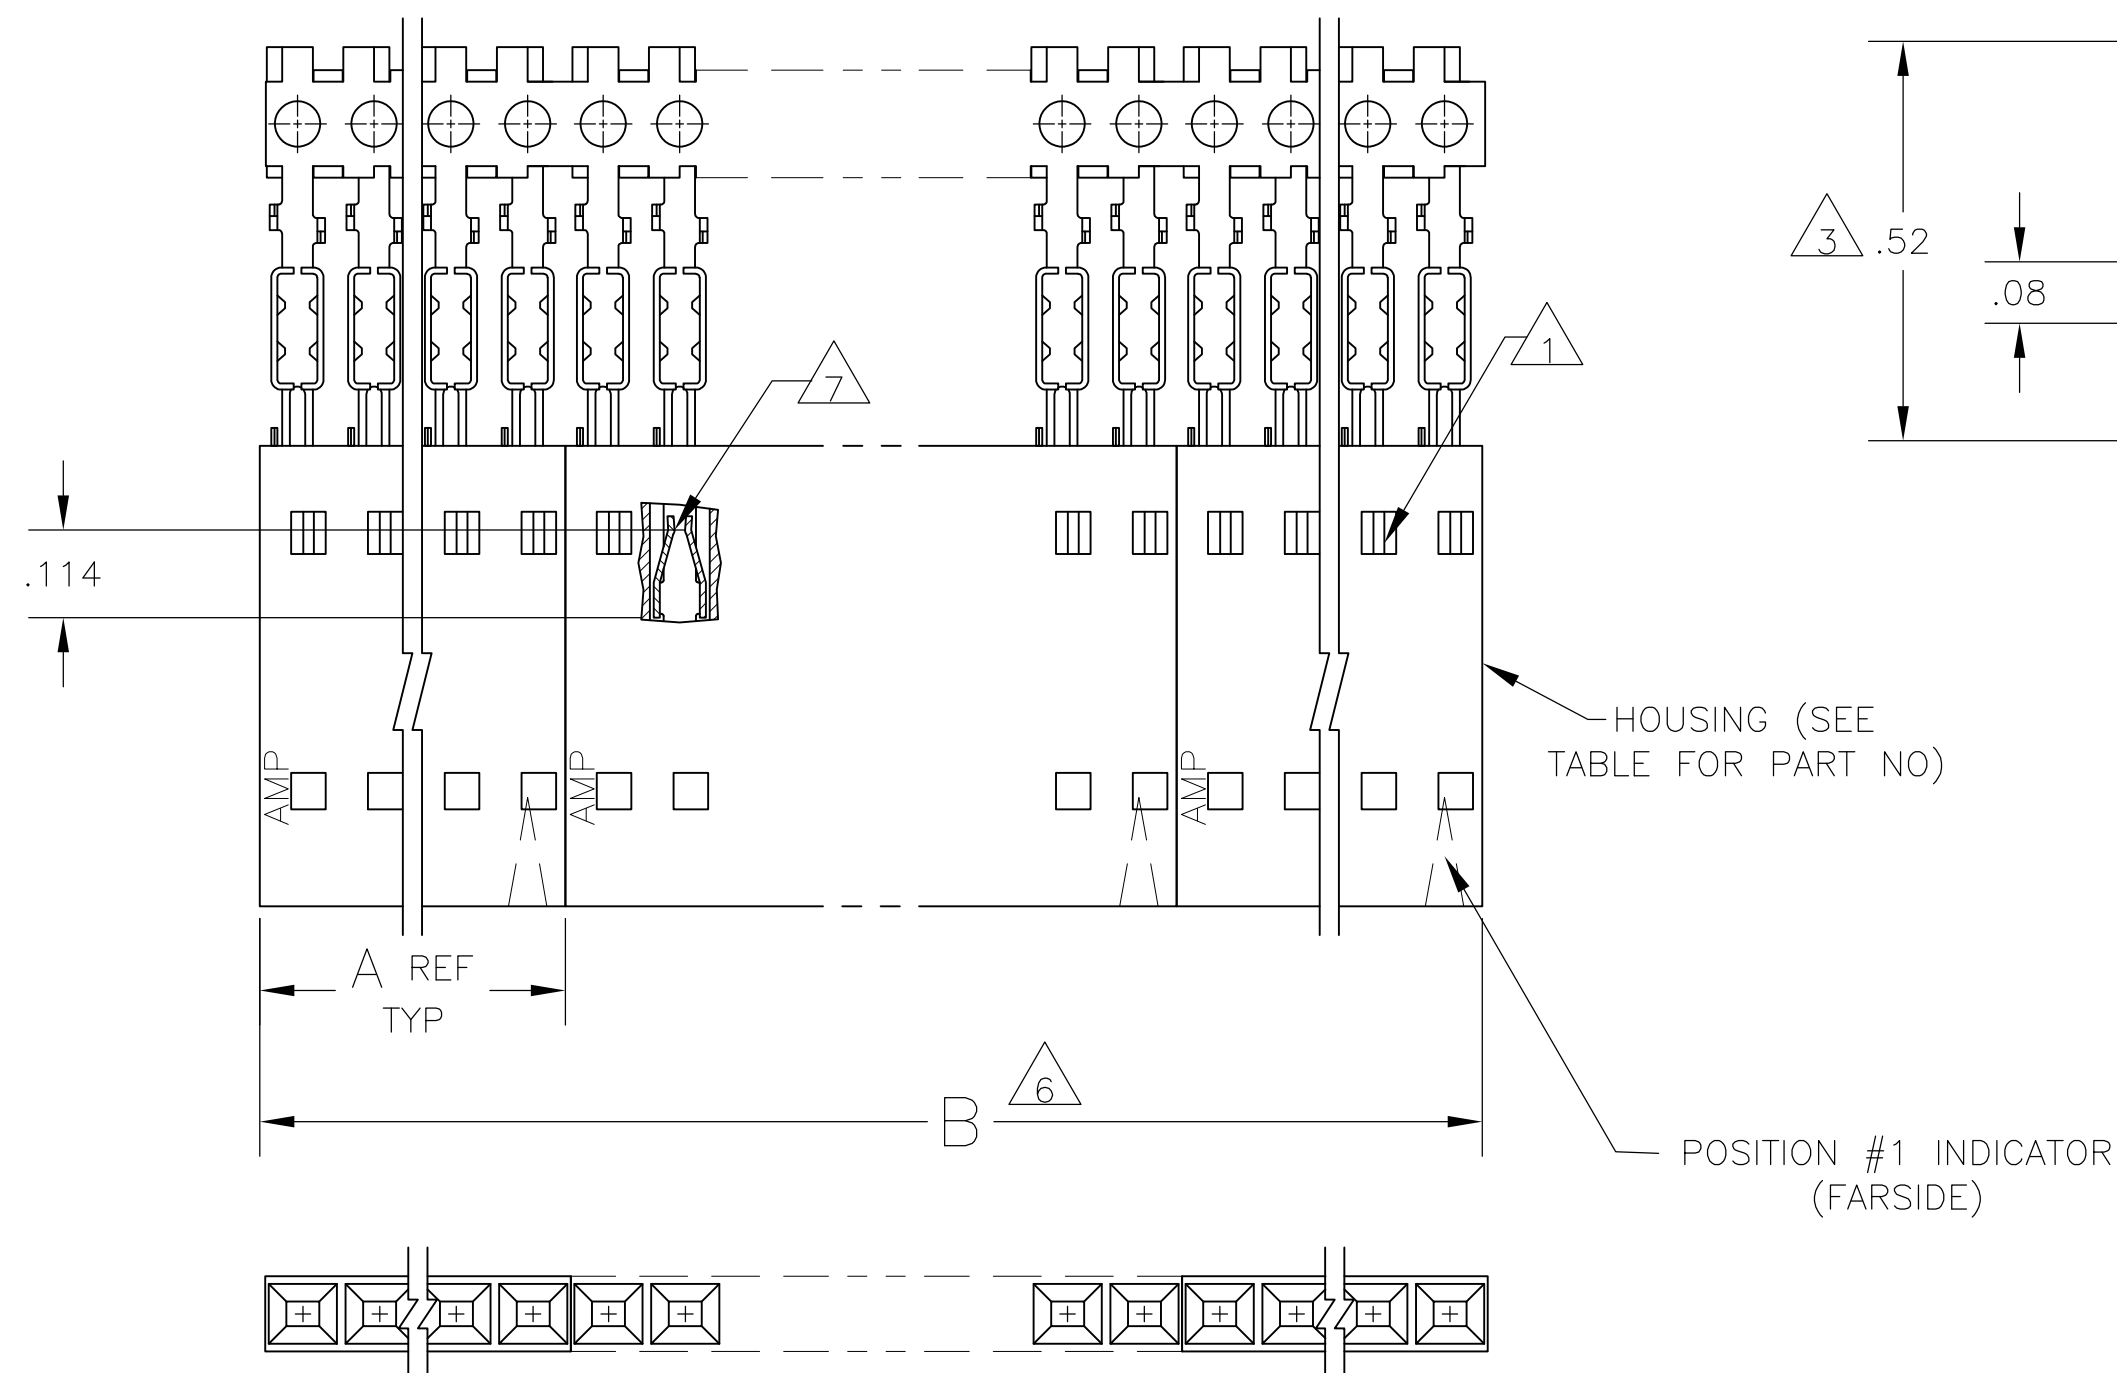 3 .52
.08
1
7
.114
HOUSING (SEE
TABLE FOR PART NO)
AMP
AMP
AMP
A REF
TYP
6
B
POSITION #1 INDICATOR
(FARSIDE)